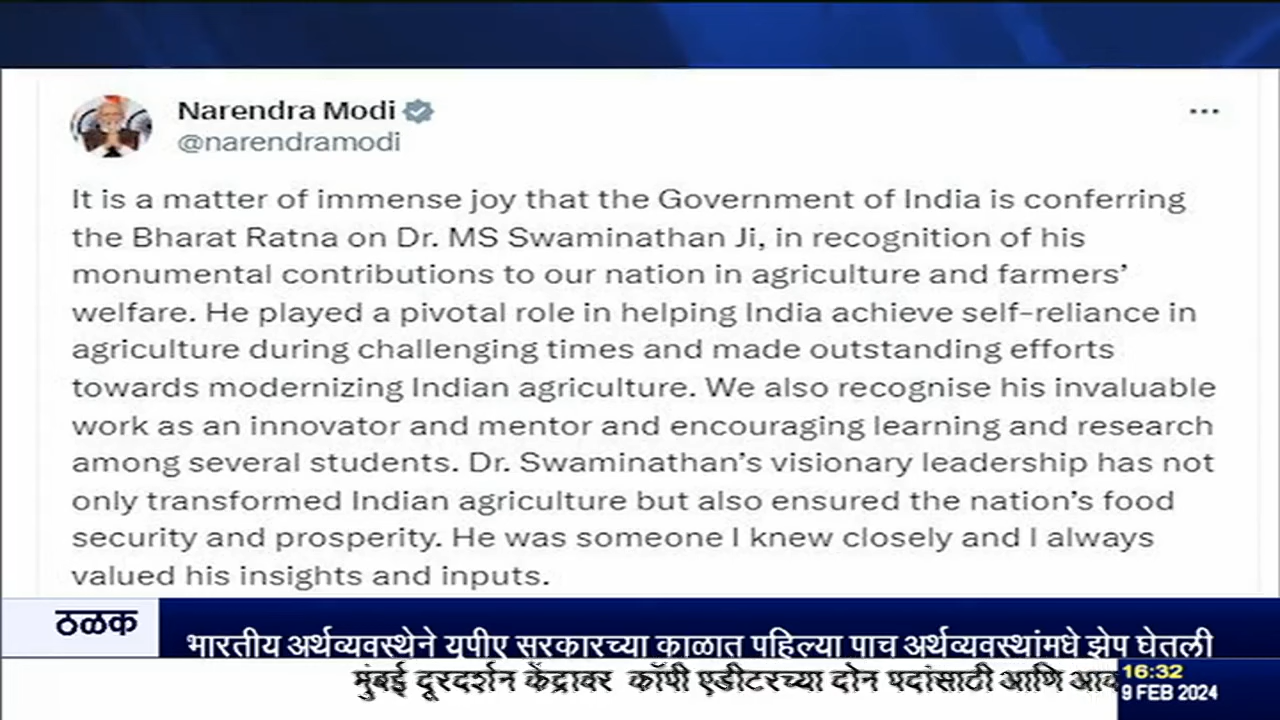 Narendra Modi
@narendramodi
It is a matter of immense joy that the Government of India is conferring
the Bharat Ratna on Dr. MS Swaminathan Ji, in recognition of his
monumental contributions to our nation in agriculture and farmers’
welfare. He played a pivotal role in helping India achieve self-reliance in
agriculture during challenging times and made outstanding efforts
towards modernizing Indian agriculture. We also recognise his invaluable
work as an innovator and mentor and encouraging learning and research
among several students. Dr. Swaminathan’s visionary leadership has not
only transformed Indian agriculture but also ensured the nation’s food
security and prosperity. He was someone I knew closely and I always
valued his insights and inputs.
ठळक
भारतीय अर्थव्यवस्थेने यूपीए सरकारच्या काळात पहिल्या पाच अर्थव्यवस्थांमधे झेप घेतली
मुंबई दूरदर्शन केंद्रावर कॉपी एडीटरच्या दोन पदांसाठी आणि
16:32
9 FEB 2024